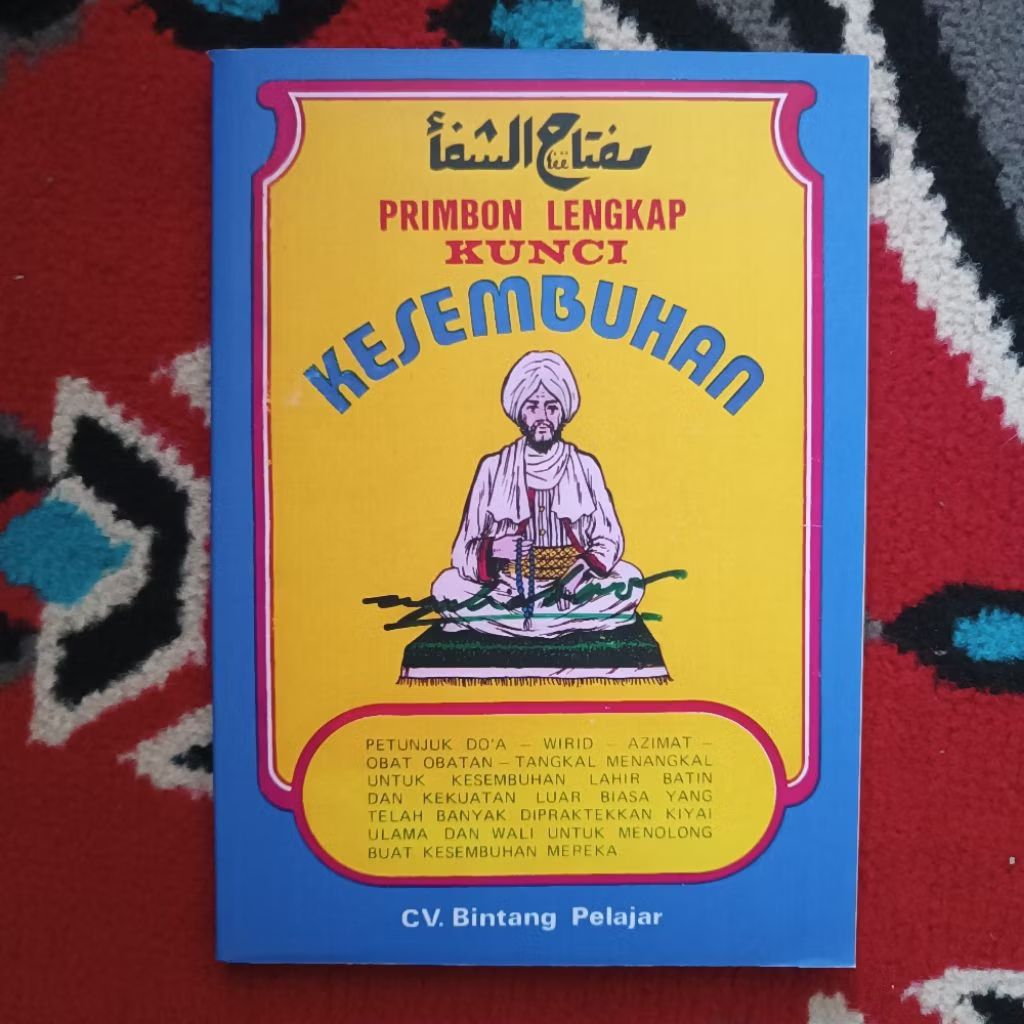 مفتاح الشفأ
PRIMBON LENGKAP
KUNCI
KESEMBUHAN
PETUNJUK DO'A – WIRID – AZIMAT –
OBAT OBATAN – TANGKAL MENANGKAL
UNTUK KESEMBUHAN LAHIR BATIN
DAN KEKUATAN LUAR BIASA YANG
TELAH BANYAK DIPRAKTEKKAN KIYAI
ULAMA DAN WALI UNTUK MENOLONG
BUAT KESEMBUHAN MEREKA
CV. Bintang Pelajar